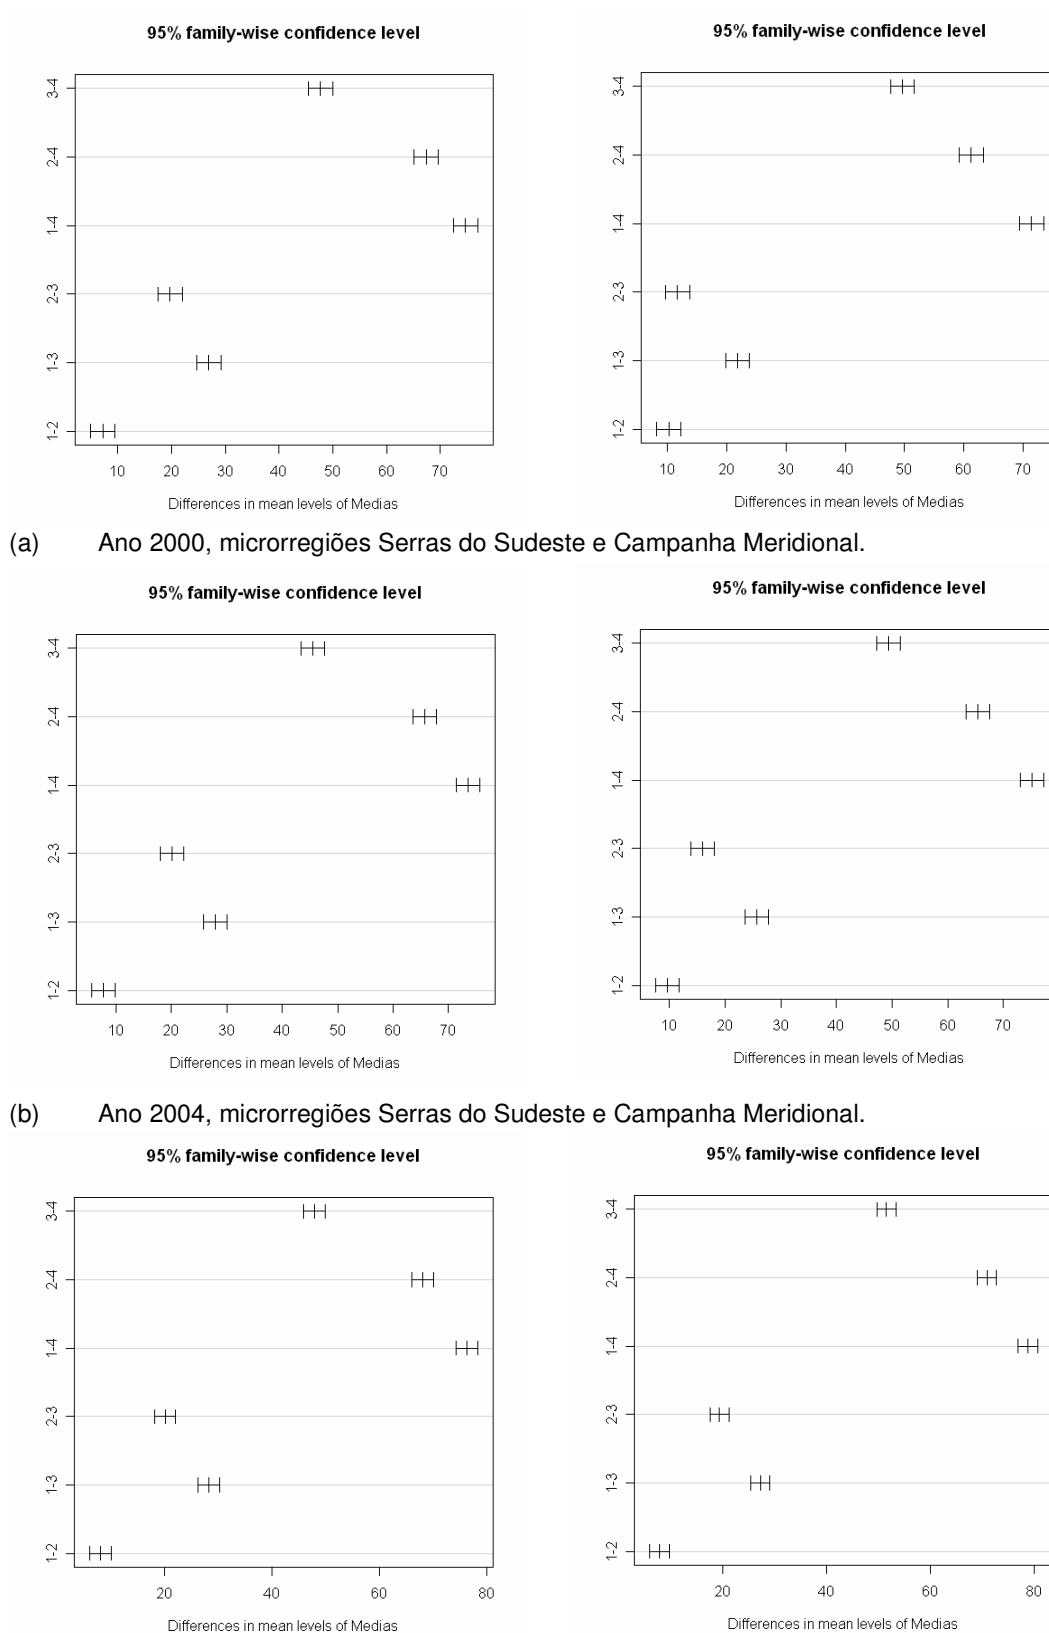 95% family-wise confidence level
3-4
2-4
1-4
2-3
1-3
1-2
10 20 30 40 50 60 70
Differences in mean levels of Medias
95% family-wise confidence level
3-4
2-4
1-4
2-3
1-3
1-2
10 20 30 40 50 60 70
Differences in mean levels of Medias
(a) Ano 2000, microrregiões Serras do Sudeste e Campanha Meridional.
95% family-wise confidence level
3-4
2-4
1-4
2-3
1-3
1-2
10 20 30 40 50 60 70
Differences in mean levels of Medias
95% family-wise confidence level
3-4
2-4
1-4
2-3
1-3
1-2
10 20 30 40 50 60 70
Differences in mean levels of Medias
(b) Ano 2004, microrregiões Serras do Sudeste e Campanha Meridional.
95% family-wise confidence level
3-4
2-4
1-4
2-3
1-3
1-2
20 40 60 80
Differences in mean levels of Medias
95% family-wise confidence level
3-4
2-4
1-4
2-3
1-3
1-2
20 40 60 80
Differences in mean levels of Medias